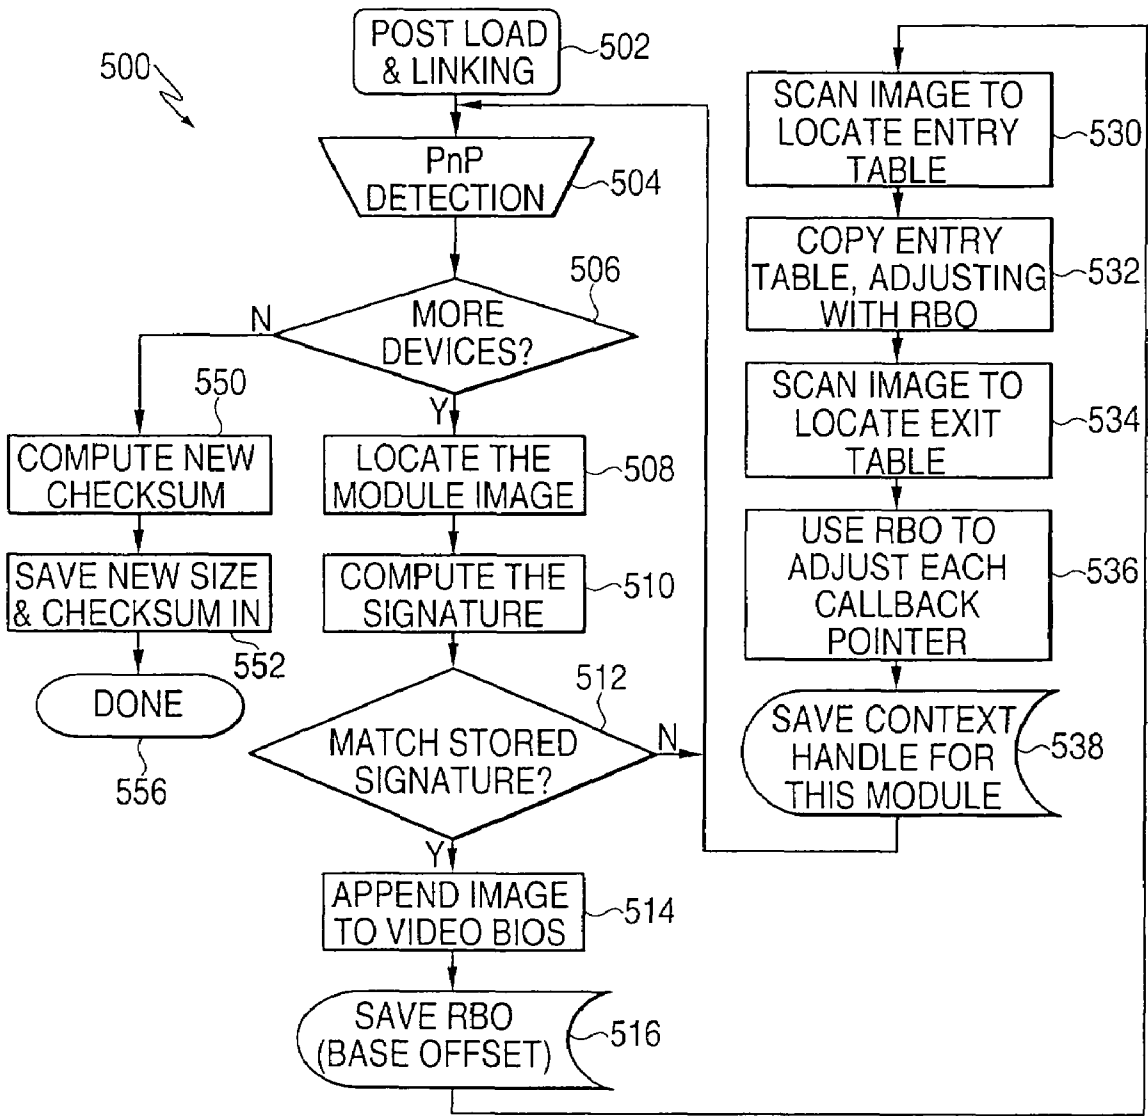 500
POST LOAD
& LINKING
502
PnP
DETECTION
504
506
MORE
DEVICES?
N
Y
550
COMPUTE NEW
CHECKSUM
SAVE NEW SIZE
& CHECKSUM IN
552
DONE
556
LOCATE THE
MODULE IMAGE
508
COMPUTE THE
SIGNATURE
510
512
MATCH STORED
SIGNATURE?
N
Y
APPEND IMAGE
TO VIDEO BIOS
514
SAVE RBO
(BASE OFFSET)
516
SCAN IMAGE TO
LOCATE ENTRY
TABLE
530
COPY ENTRY
TABLE, ADJUSTING
WITH RBO
532
SCAN IMAGE TO
LOCATE EXIT
TABLE
534
USE RBO TO
ADJUST EACH
CALLBACK
POINTER
536
SAVE CONTEXT
HANDLE FOR
THIS MODULE
538